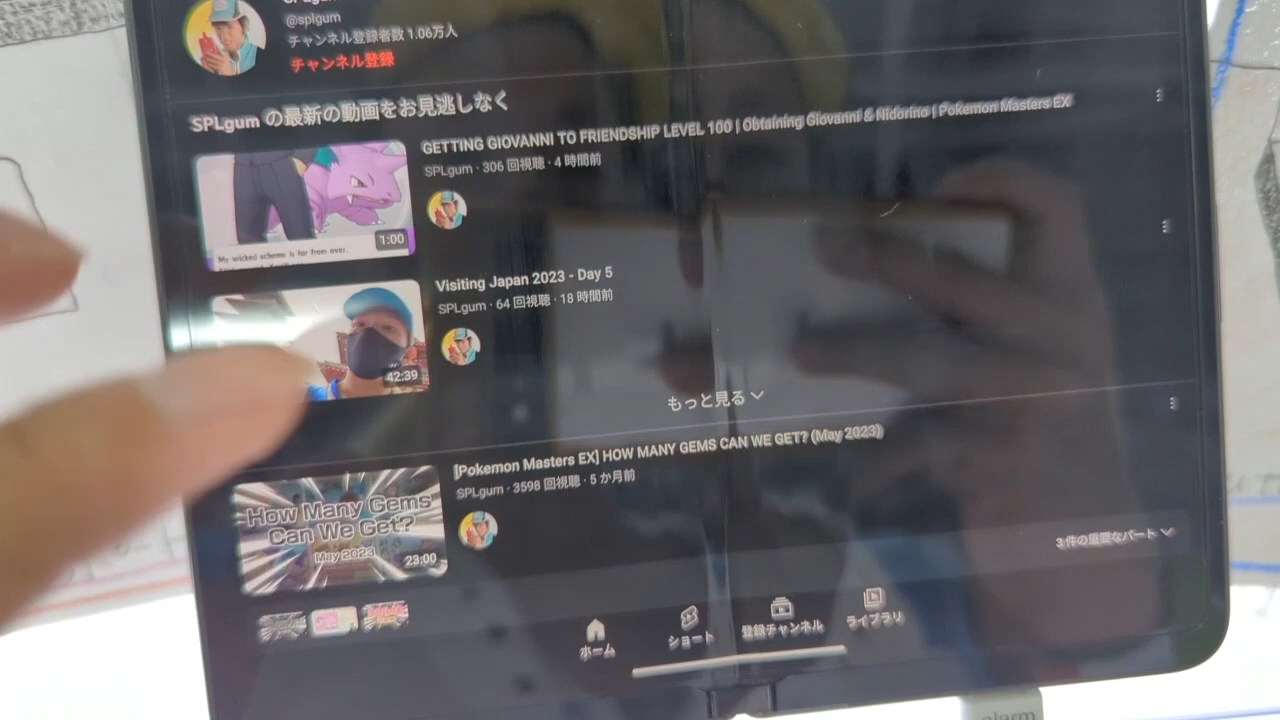 @splgum
チャンネル登録者数 1.06万人
チャンネル登録
SPLgum の最新の動画をお見逃しなく
GETTING GIOVANNI TO FRIENDSHIP LEVEL 100 | Obtaining Giovanni & Nidorino | Pokemon Masters EX
SPLgum・306 回視聴・4 時間前
1:00
My wicked scheme is far from over.
Visiting Japan 2023 - Day 5
SPLgum・64 回視聴・18 時間前
42:39
もっと見る
[Pokemon Masters EX] HOW MANY GEMS CAN WE GET? (May 2023)
SPLgum・3598 回視聴・5 か月前
How Many Gems
Can We Get?
May 2023
23:00
3 件の重要なパート
ホーム
ショート
登録チャンネル
ライブラリ